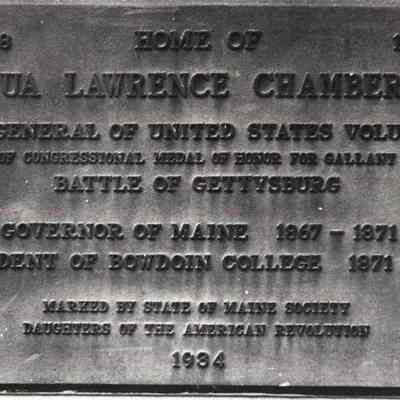 8 HOME OF 1
UA LAWRENCE CHAMBER
GENERAL OF UNITED STATES VOLU
OF CONGRESSIONAL MEDAL OF HONOR FOR GALLANT
BATTLE OF GETTYSBURG
GOVERNOR OF MAINE 1867 – 1871
DENT OF BOWDOIN COLLEGE 1871
MARKED BY STATE OF MAINE SOCIETY
DAUGHTERS OF THE AMERICAN REVOLUTION
1934